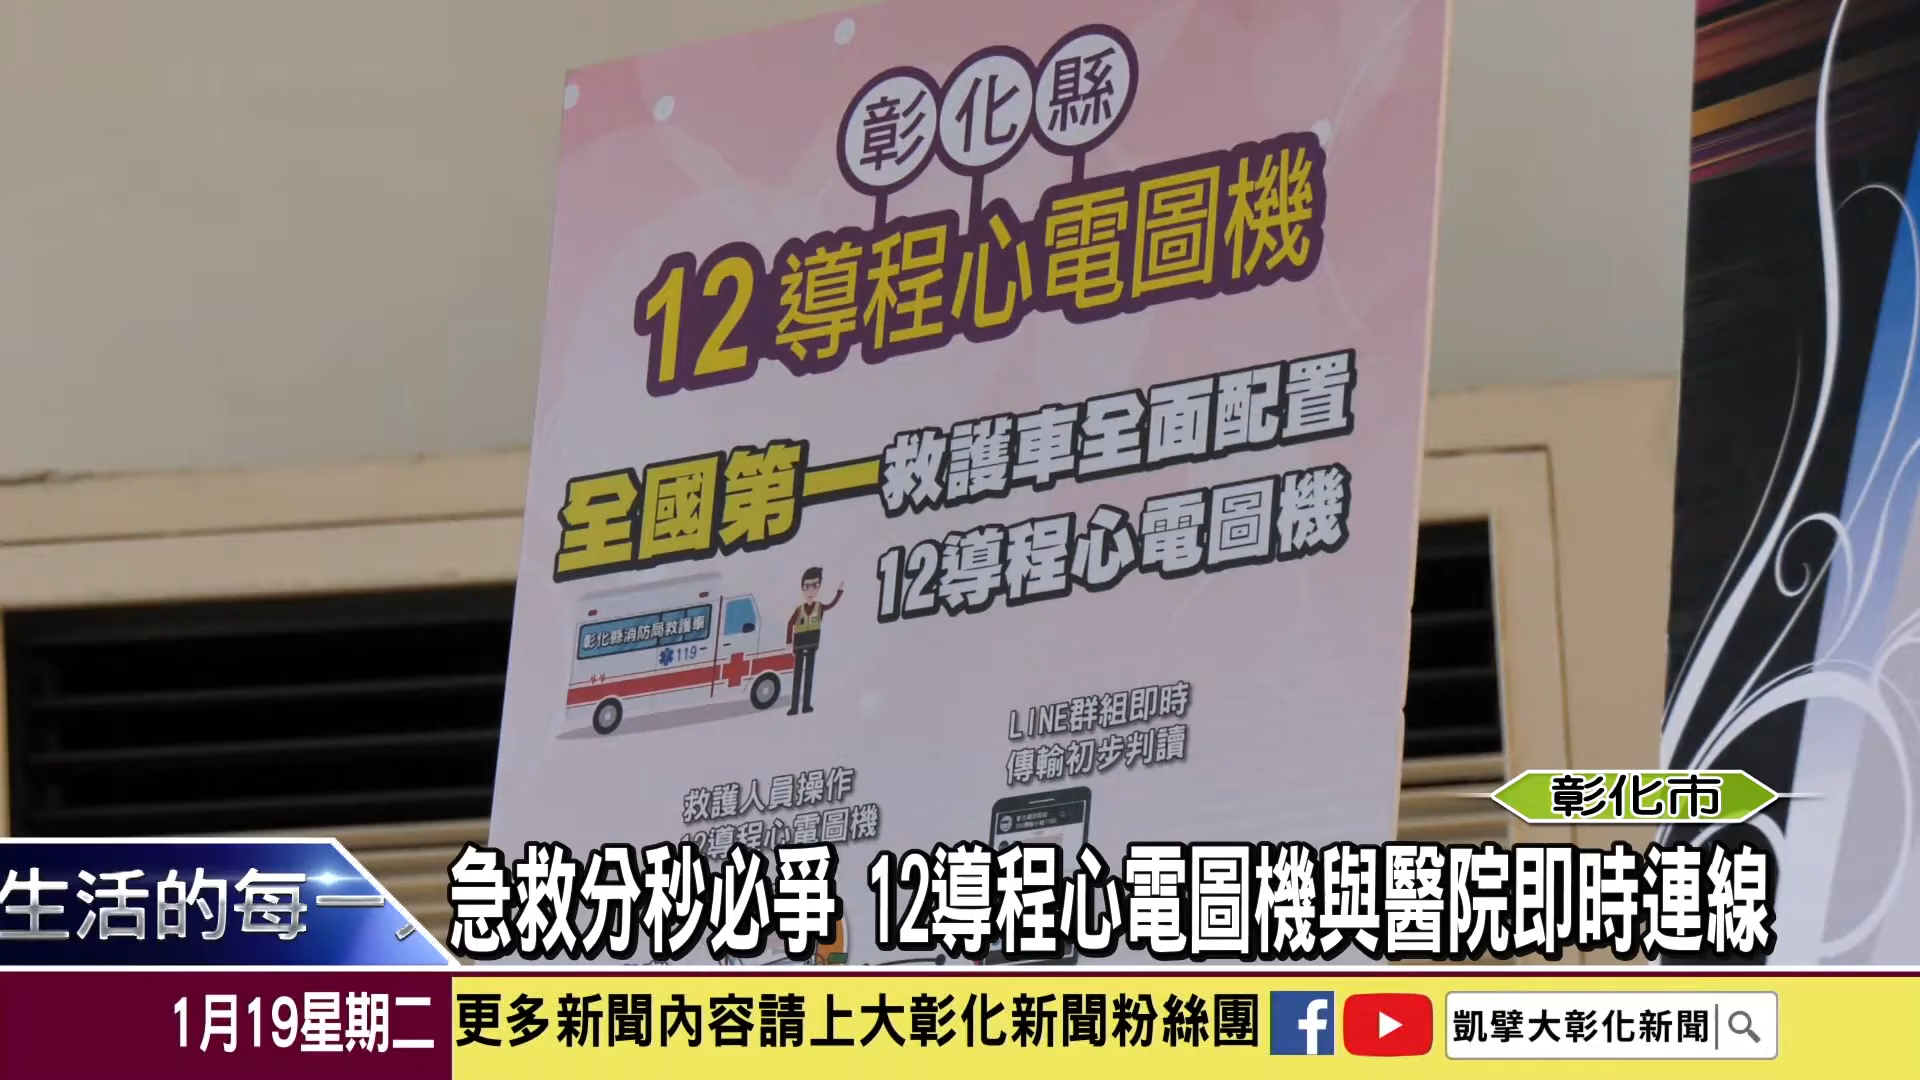 彰化縣
12導程心電圖機
全國第一救護車全面配置
12導程心電圖機
彰化縣消防局救護車
119
LINE群組即時
傳輸初步判讀
救護人員操作
12導程心電圖機
彰化市
生活的每一
急救分秒必爭 12導程心電圖機與醫院即時連線
1月19星期二
更多新聞內容請上大彰化新聞粉絲團
凱擘大彰化新聞